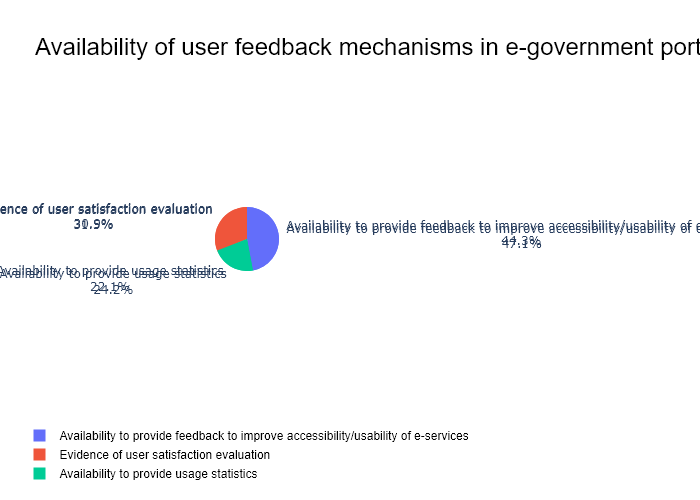 Availability of user feedback mechanisms in e-government port
ence of user satisfaction evaluation
Availability to provide feedback to improve accessibility/usability of e
Availability to provide usage statistics
Availability to provide feedback to improve accessibility/usability of e-services
Evidence of user satisfaction evaluation
Availability to provide usage statistics